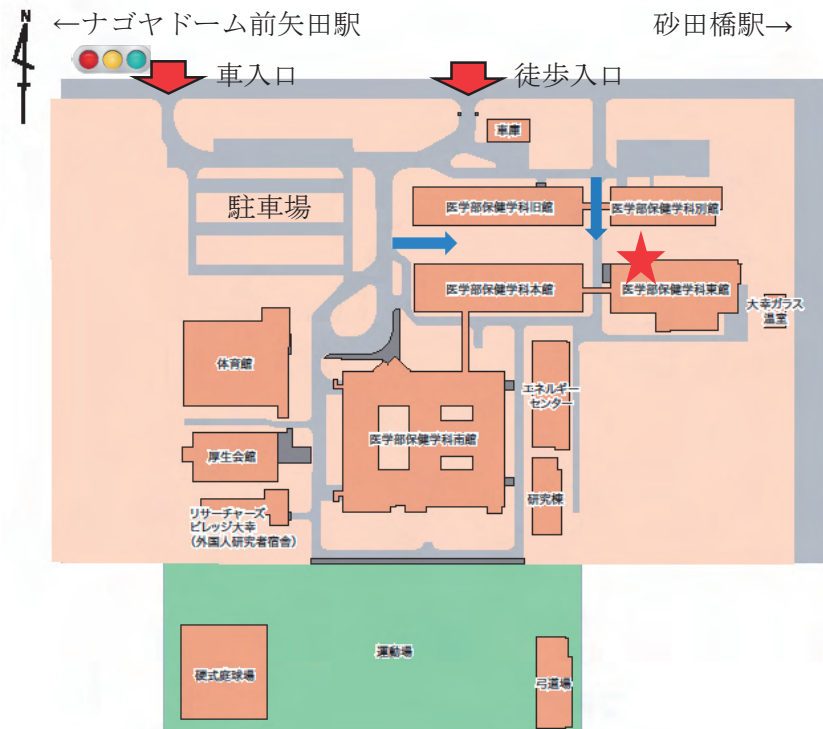 N
←ナゴヤドーム前矢田駅
砂田橋駅→
車入口
徒歩入口
車庫
駐車場
医学部保健学科旧館
医学部保健学科別館
医学部保健学科本館
医学部保健学科東館
大幸ガラス
温室
体育館
エネルギー
センター
医学部保健学科南館
厚生会館
研究棟
リサーチャーズ
ビレッジ大幸
(外国人研究者宿舎)
運動場
硬式庭球場
弓道場